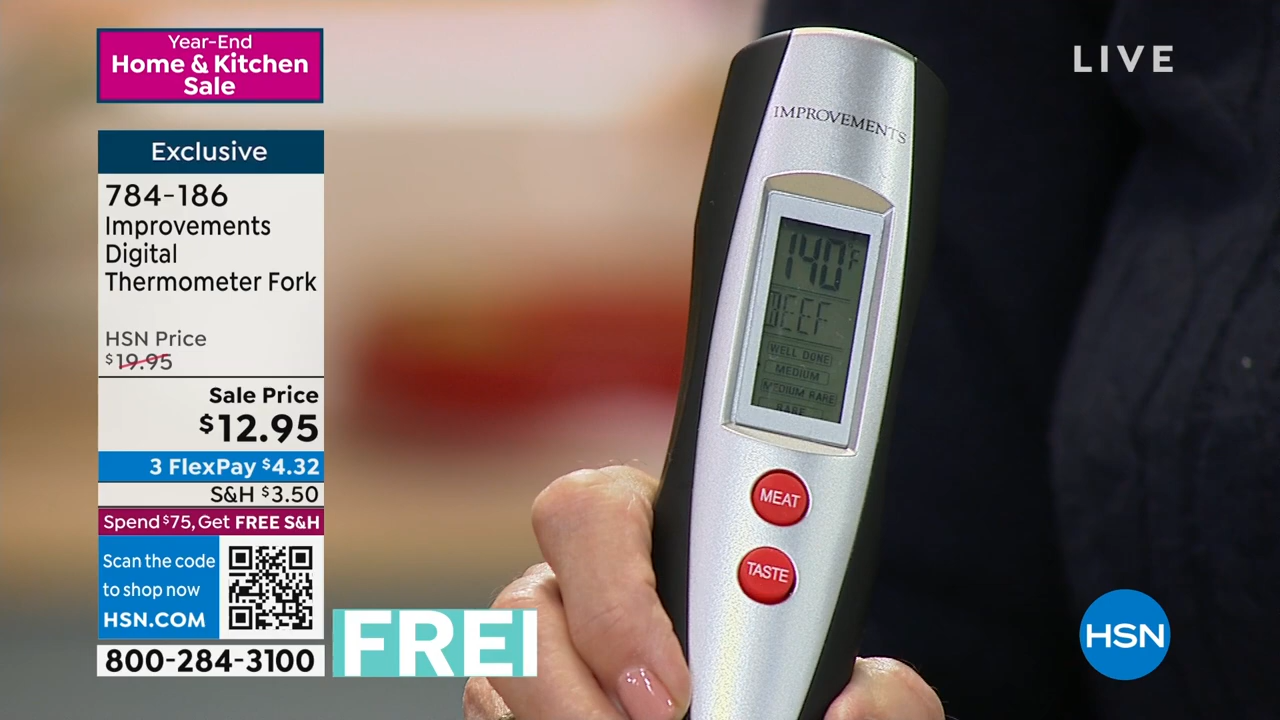 Year-End
Home & Kitchen
Sale
LIVE
Exclusive
784-186
Improvements
Digital
Thermometer Fork
HSN Price
$19.95
Sale Price
$12.95
3 FlexPay $4.32
S&H $3.50
Spend $75, Get FREE S&H
Scan the code
to shop now
HSN.COM
800-284-3100
FREI
IMPROVEMENTS
140°F
BEEF
WELL DONE
MEDIUM
MEDIUM RARE
RARE
MEAT
TASTE
HSN